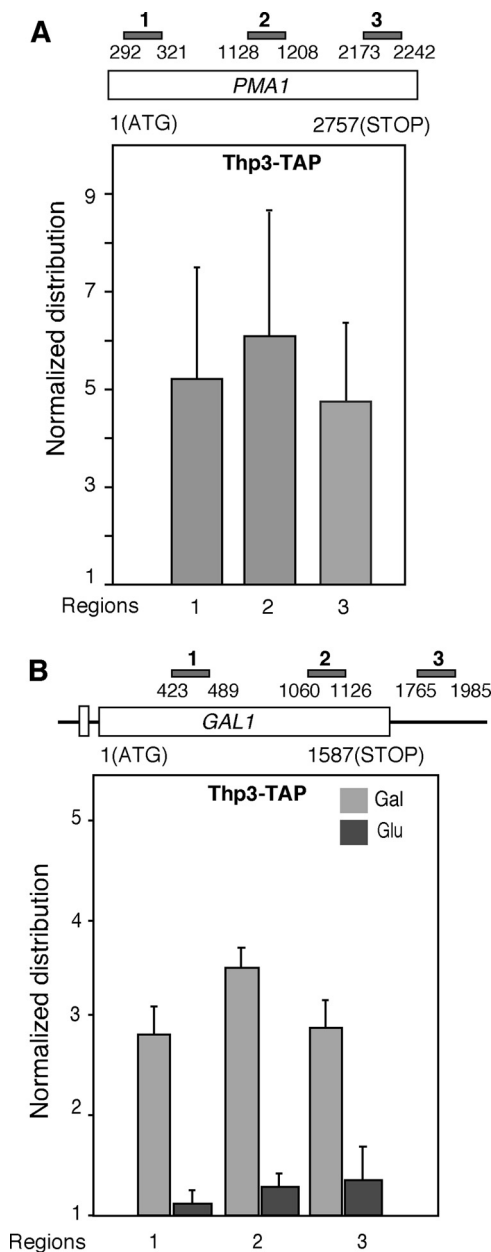 A
1 2 3
292 321 1128 1208 2173 2242
PMA1
1(ATG) 2757(STOP)
Thp3-TAP
Normalized distribution
9
7
5
3
1
Regions 1 2 3
B
1 2 3
423 489 1060 1126 1765 1985
GAL1
1(ATG) 1587(STOP)
Thp3-TAP
Gal
Glu
Normalized distribution
5
4
3
2
1
Regions 1 2 3